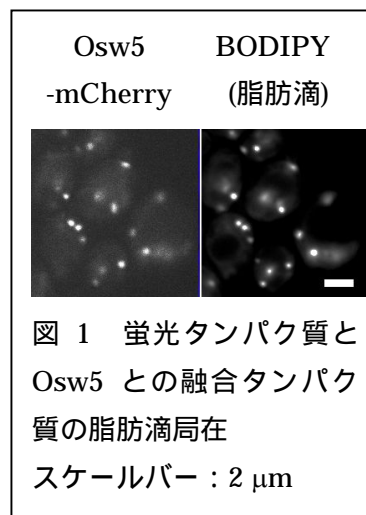 Osw5 BODIPY
-mCherry (脂肪滴)
図 1 蛍光タンパク質と
Osw5 との融合タンパク
質の脂肪滴局在
スケールバー：2 μm